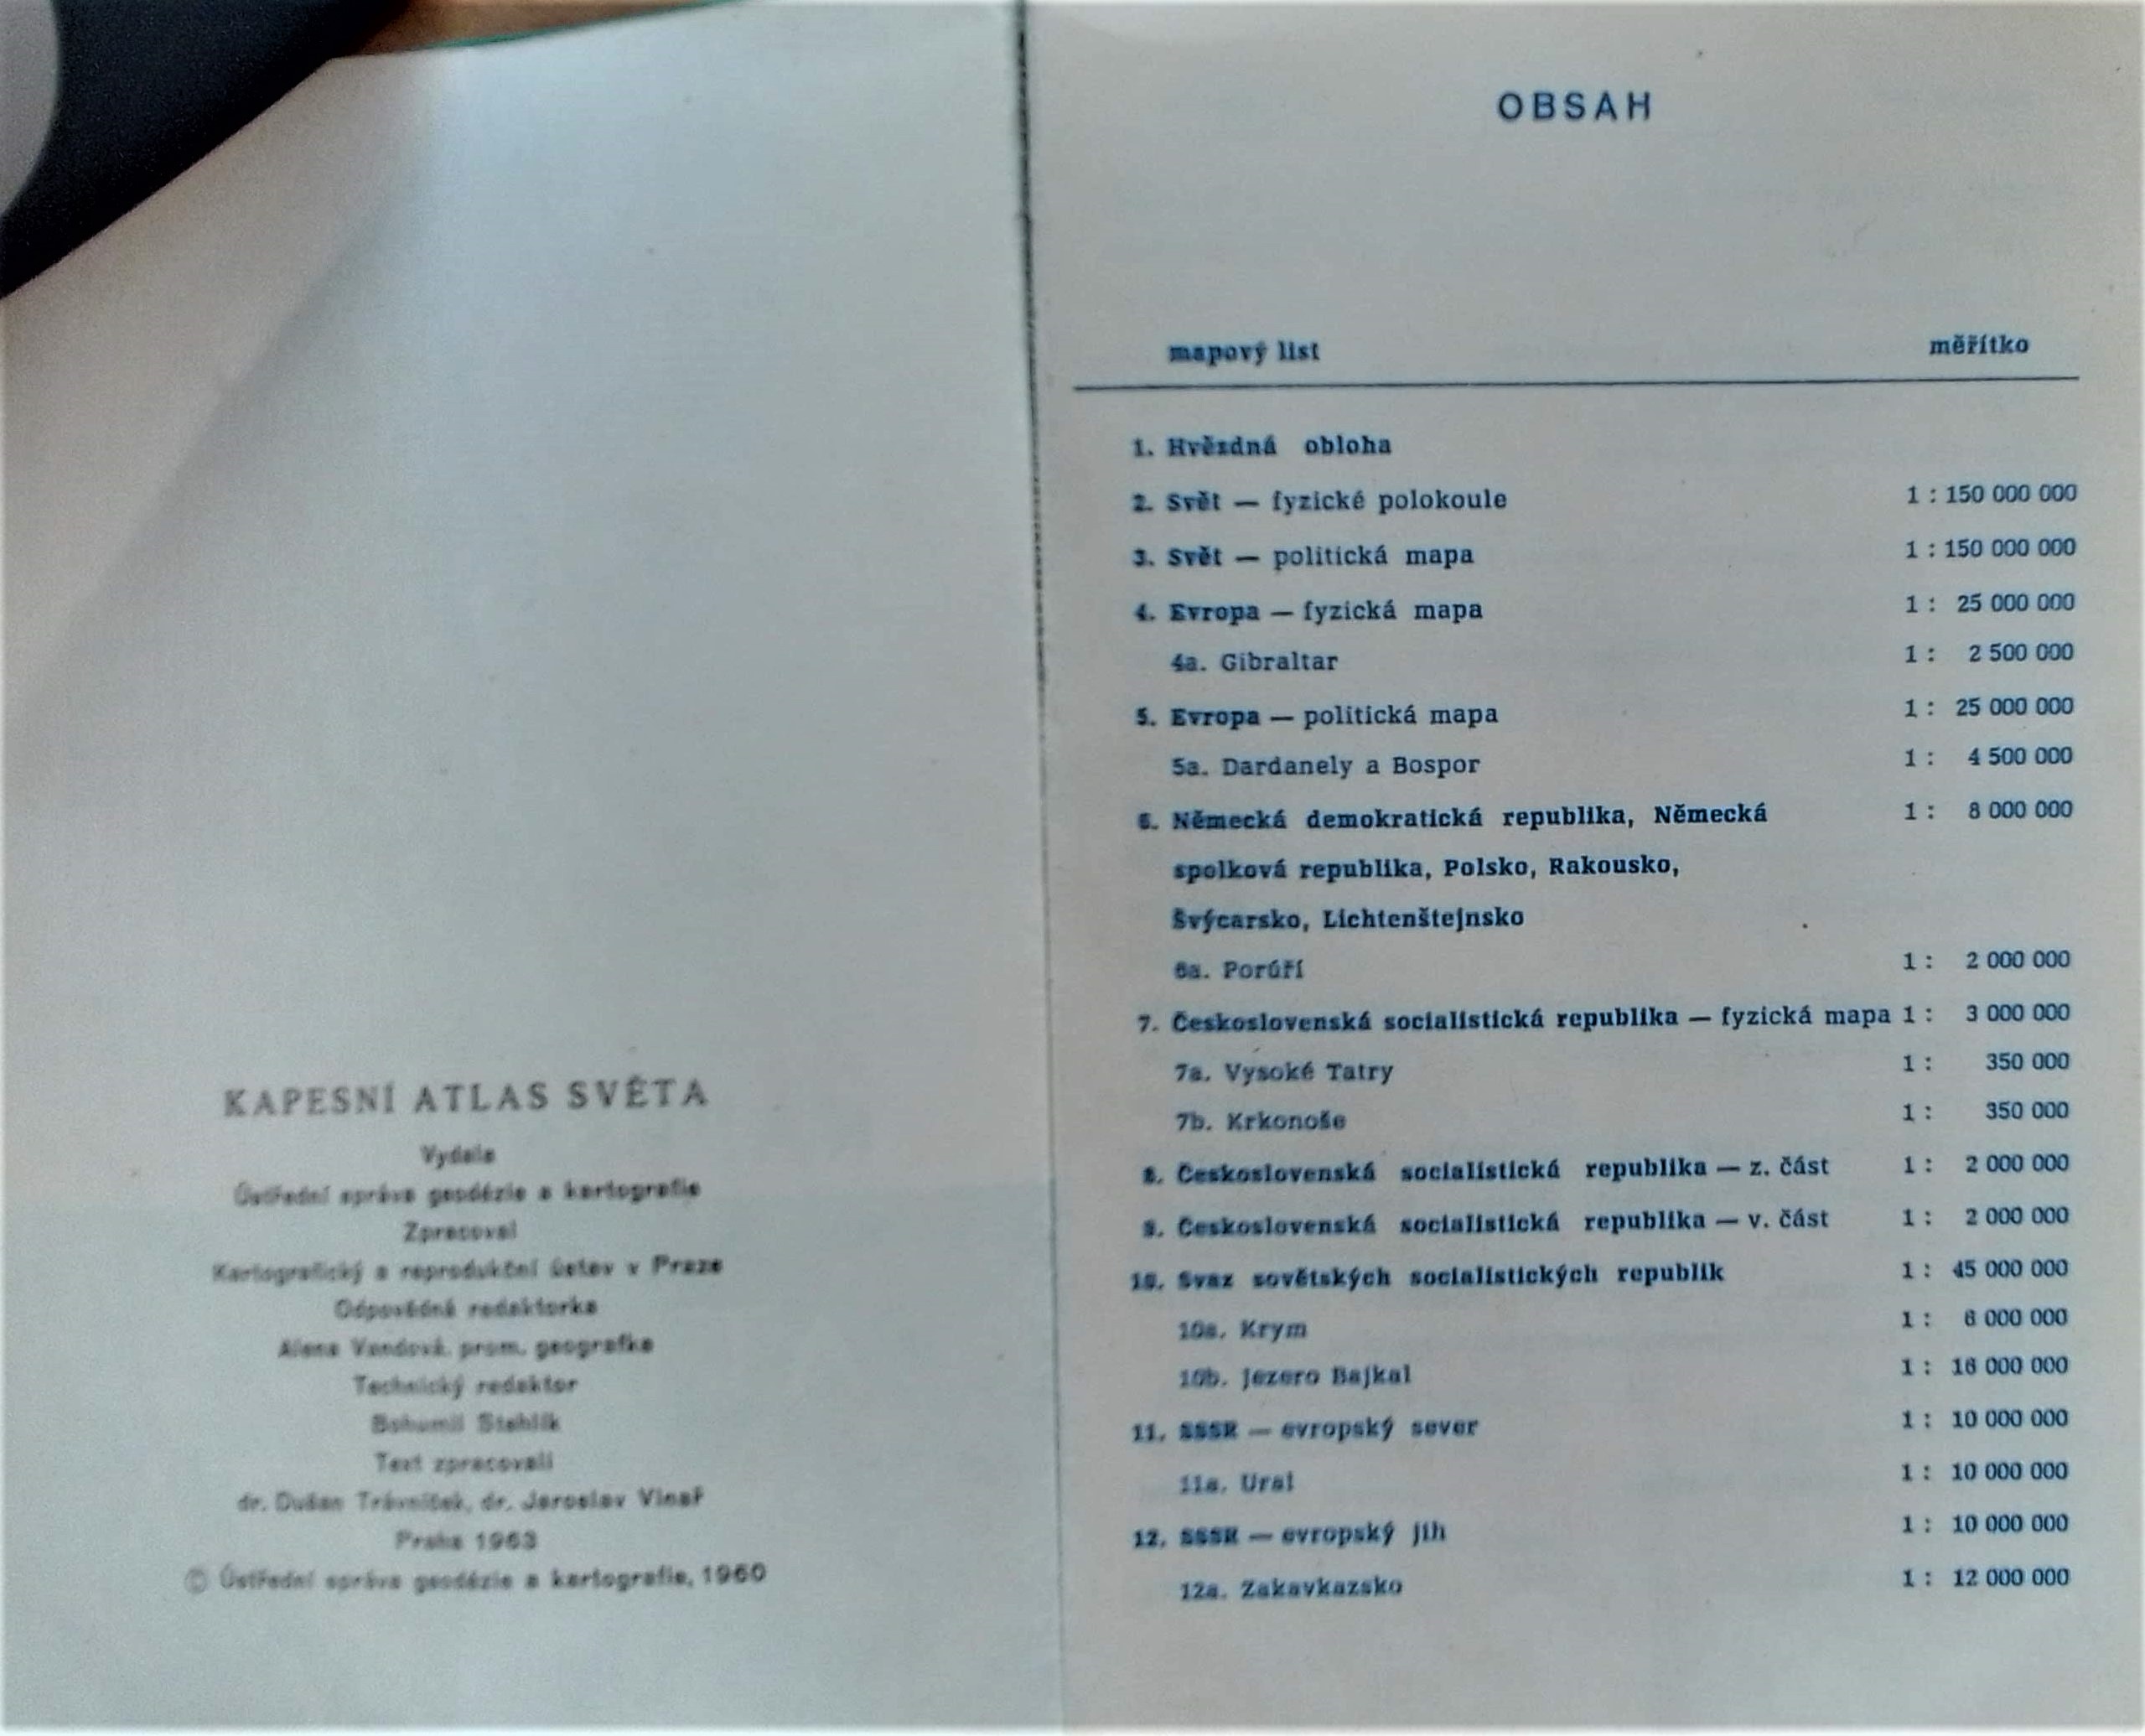 KAPESNÍ ATLAS SVĚTA
Vydala
Ústřední správa geodézie a kartografie
Zpracoval
Kartografický a reprodukční ústav v Praze
Odpovědná redaktorka
Alena Vandová, prom. geografka
Technický redaktor
Bohumil Stehlík
Text zpracovali
dr. Dušan Trávníček, dr. Jaroslav Vinař
Praha 1963
© Ústřední správa geodézie a kartografie, 1960
OBSAH
mapový list měřítko
1. Hvězdná obloha
2. Svět — fyzické polokoule 1 : 150 000 000
3. Svět — politická mapa 1 : 150 000 000
4. Evropa — fyzická mapa 1 : 25 000 000
4a. Gibraltar 1 : 2 500 000
5. Evropa — politická mapa 1 : 25 000 000
5a. Dardanely a Bospor 1 : 4 500 000
6. Německá demokratická republika, Německá 1 : 8 000 000
spolková republika, Polsko, Rakousko,
Švýcarsko, Lichtenštejnsko
6a. Porúří 1 : 2 000 000
7. Československá socialistická republika — fyzická mapa 1 : 3 000 000
7a. Vysoké Tatry 1 : 350 000
7b. Krkonoše 1 : 350 000
8. Československá socialistická republika — z. část 1 : 2 000 000
9. Československá socialistická republika — v. část 1 : 2 000 000
10. Svaz sovětských socialistických republik 1 : 45 000 000
10a. Krym 1 : 6 000 000
10b. Jezero Bajkal 1 : 16 000 000
11. SSSR — evropský sever 1 : 10 000 000
11a. Ural 1 : 10 000 000
12. SSSR — evropský jih 1 : 10 000 000
12a. Zakavkazsko 1 : 12 000 000